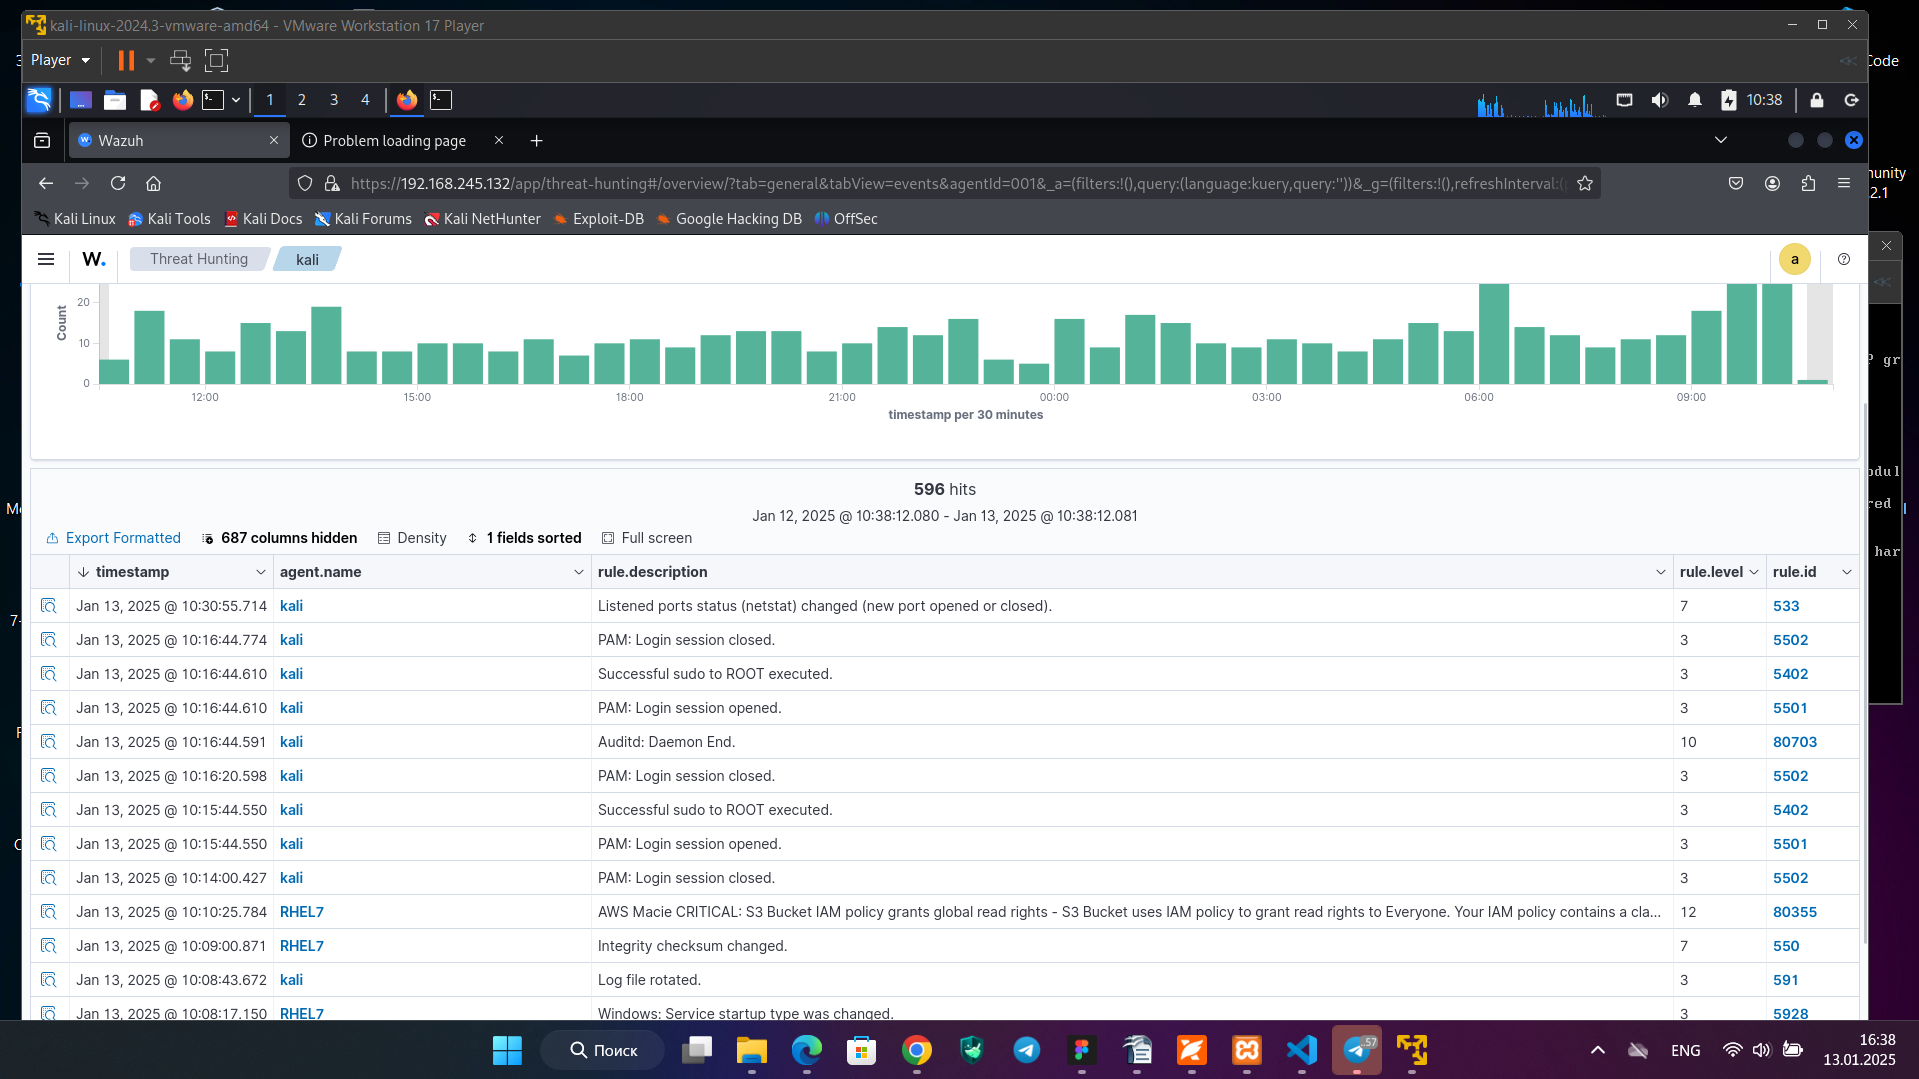 kali-linux-2024.3-vmware-amd64 - VMware Workstation 17 Player
Player
Code
1 2 3 4 10:38
Wazuh Problem loading page
https://192.168.245.132/app/threat-hunting#/overview/?tab=general&tabView=events&agentId=001&_a=(filters:!(),query:(language:kuery,query:''))&_g=(filters:!(),refreshInterval:(
Kali Linux Kali Tools Kali Docs Kali Forums Kali NetHunter Exploit-DB Google Hacking DB OffSec
W. Threat Hunting kali a
Count
20
10
0
12:00 15:00 18:00 21:00 00:00 03:00 06:00 09:00
timestamp per 30 minutes
596 hits
Jan 12, 2025 @ 10:38:12.080 - Jan 13, 2025 @ 10:38:12.081
Export Formatted 687 columns hidden Density 1 fields sorted Full screen
timestamp agent.name rule.description rule.level rule.id
Jan 13, 2025 @ 10:30:55.714 kali Listened ports status (netstat) changed (new port opened or closed). 7 533
Jan 13, 2025 @ 10:16:44.774 kali PAM: Login session closed. 3 5502
Jan 13, 2025 @ 10:16:44.610 kali Successful sudo to ROOT executed. 3 5402
Jan 13, 2025 @ 10:16:44.610 kali PAM: Login session opened. 3 5501
Jan 13, 2025 @ 10:16:44.591 kali Auditd: Daemon End. 10 80703
Jan 13, 2025 @ 10:16:20.598 kali PAM: Login session closed. 3 5502
Jan 13, 2025 @ 10:15:44.550 kali Successful sudo to ROOT executed. 3 5402
Jan 13, 2025 @ 10:15:44.550 kali PAM: Login session opened. 3 5501
Jan 13, 2025 @ 10:14:00.427 kali PAM: Login session closed. 3 5502
Jan 13, 2025 @ 10:10:25.784 RHEL7 AWS Macie CRITICAL: S3 Bucket IAM policy grants global read rights - S3 Bucket uses IAM policy to grant read rights to Everyone. Your IAM policy contains a cla... 12 80355
Jan 13, 2025 @ 10:09:00.871 RHEL7 Integrity checksum changed. 7 550
Jan 13, 2025 @ 10:08:43.672 kali Log file rotated. 3 591
Jan 13, 2025 @ 10:08:17.150 RHEL7 Windows: Service startup type was changed. 3 5928
Поиск ..57 ENG 16:38
13.01.2025